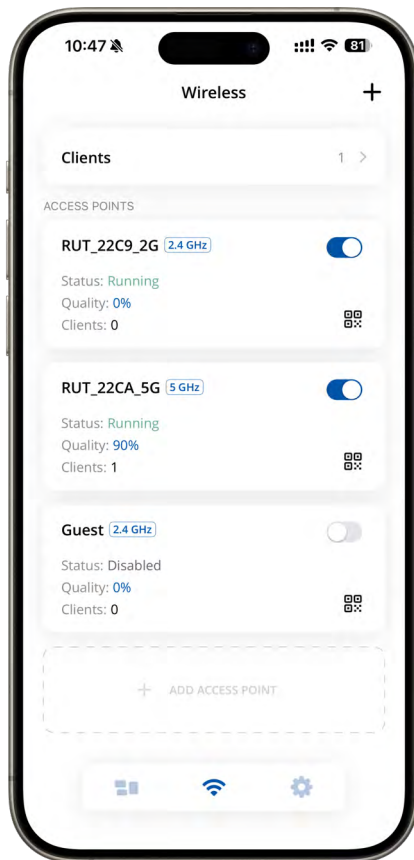 10:47
81
Wireless
Clients 1
ACCESS POINTS
RUT_22C9_2G 2.4 GHz
Status: Running
Quality: 0%
Clients: 0
RUT_22CA_5G 5 GHz
Status: Running
Quality: 90%
Clients: 1
Guest 2.4 GHz
Status: Disabled
Quality: 0%
Clients: 0
+ ADD ACCESS POINT